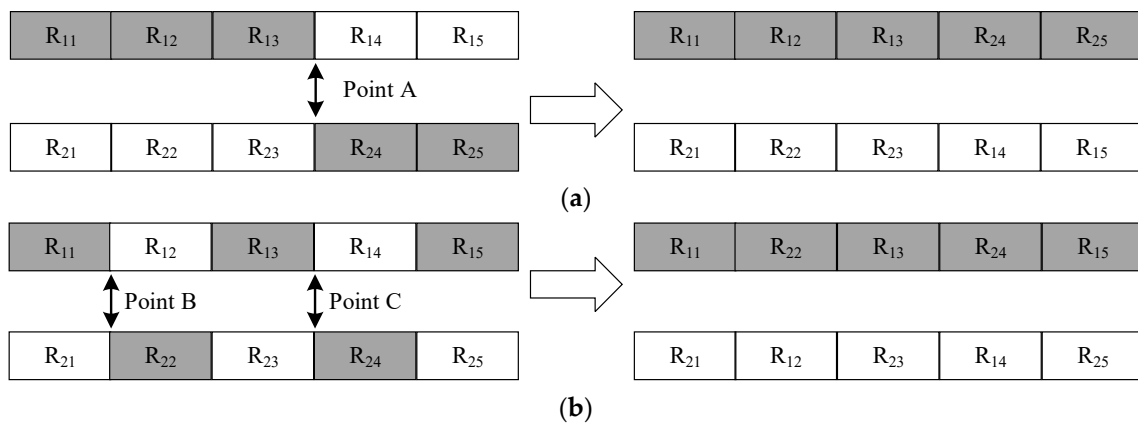 R₁₁ R₁₂ R₁₃ R₁₄ R₁₅ R₁₁ R₁₂ R₁₃ R₂₄ R₂₅
Point A
R₂₁ R₂₂ R₂₃ R₂₄ R₂₅ R₂₁ R₂₂ R₂₃ R₁₄ R₁₅
(a)
R₁₁ R₁₂ R₁₃ R₁₄ R₁₅ R₁₁ R₂₂ R₁₃ R₂₄ R₁₅
Point B Point C
R₂₁ R₂₂ R₂₃ R₂₄ R₂₅ R₂₁ R₁₂ R₂₃ R₁₄ R₂₅
(b)